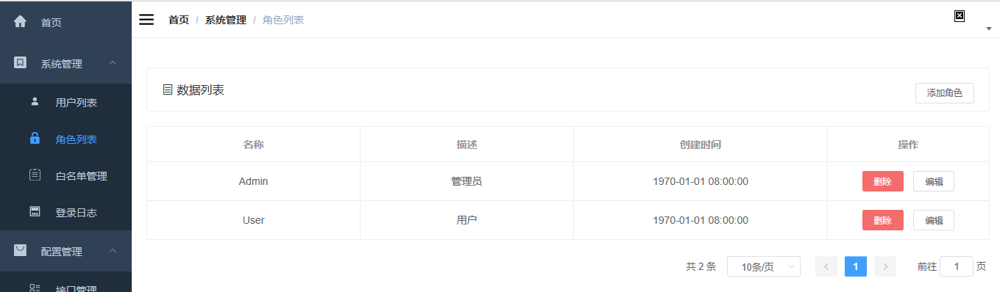 首页
系统管理
用户列表
角色列表
白名单管理
登录日志
配置管理
接口管理
首页 / 系统管理 / 角色列表
数据列表
添加角色
名称 描述 创建时间 操作
Admin 管理员 1970-01-01 08:00:00 删除 编辑
User 用户 1970-01-01 08:00:00 删除 编辑
共 2 条 10条/页 1 前往 1 页